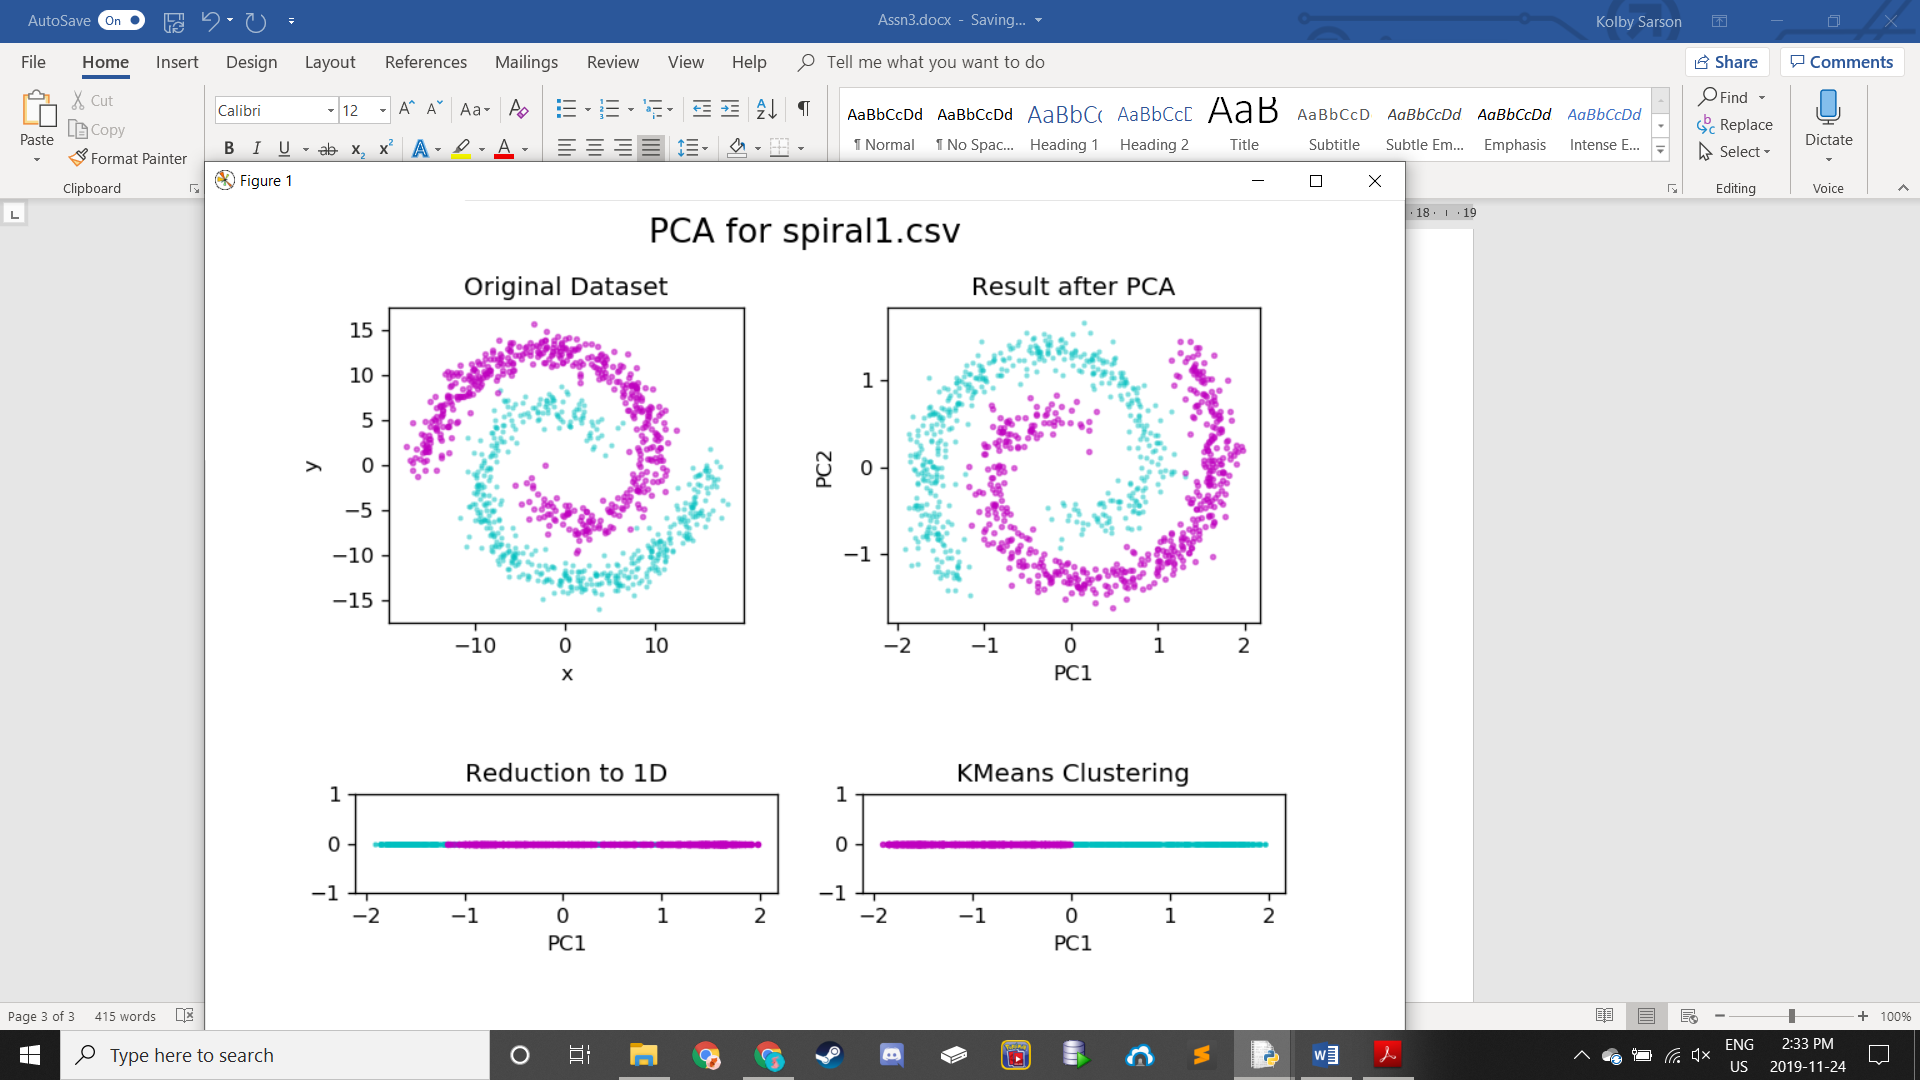 AutoSave On
Assn3.docx - Saving...
Kolby Sarson
File Home Insert Design Layout References Mailings Review View Help Tell me what you want to do
Share Comments
Paste
Cut
Copy
Format Painter
Clipboard
Calibri 12
Aa
B I U ab x₂ x² A A
AaBbCcDd AaBbCcDd AaBbCc AaBbCcD AaB AaBbCcD AaBbCcDd AaBbCcDd AaBbCcDd
¶ Normal ¶ No Spac... Heading 1 Heading 2 Title Subtitle Subtle Em... Emphasis Intense E...
Find
Replace
Select
Editing
Dictate
Voice
18 19
Figure 1
PCA for spiral1.csv
Original Dataset
15
10
5
0
−5
−10
−15
y
−10 0 10
x
Result after PCA
1
0
−1
PC2
−2 −1 0 1 2
PC1
Reduction to 1D
1
0
−1
−2 −1 0 1 2
PC1
KMeans Clustering
1
0
−1
−2 −1 0 1 2
PC1
Page 3 of 3 415 words
100%
Type here to search
ENG
US
2:33 PM
2019-11-24